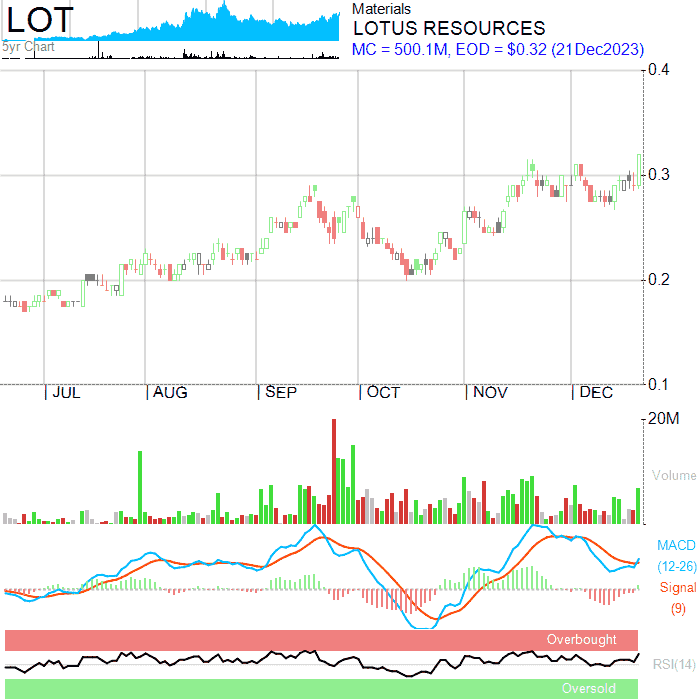 LOT
5yr Chart
Materials
LOTUS RESOURCES
MC = 500.1M, EOD = $0.32 (21Dec2023)
0.4
0.3
0.2
0.1
JUL AUG SEP OCT NOV DEC
20M
Volume
MACD
(12-26)
Signal
(9)
Overbought
RSI(14)
Oversold